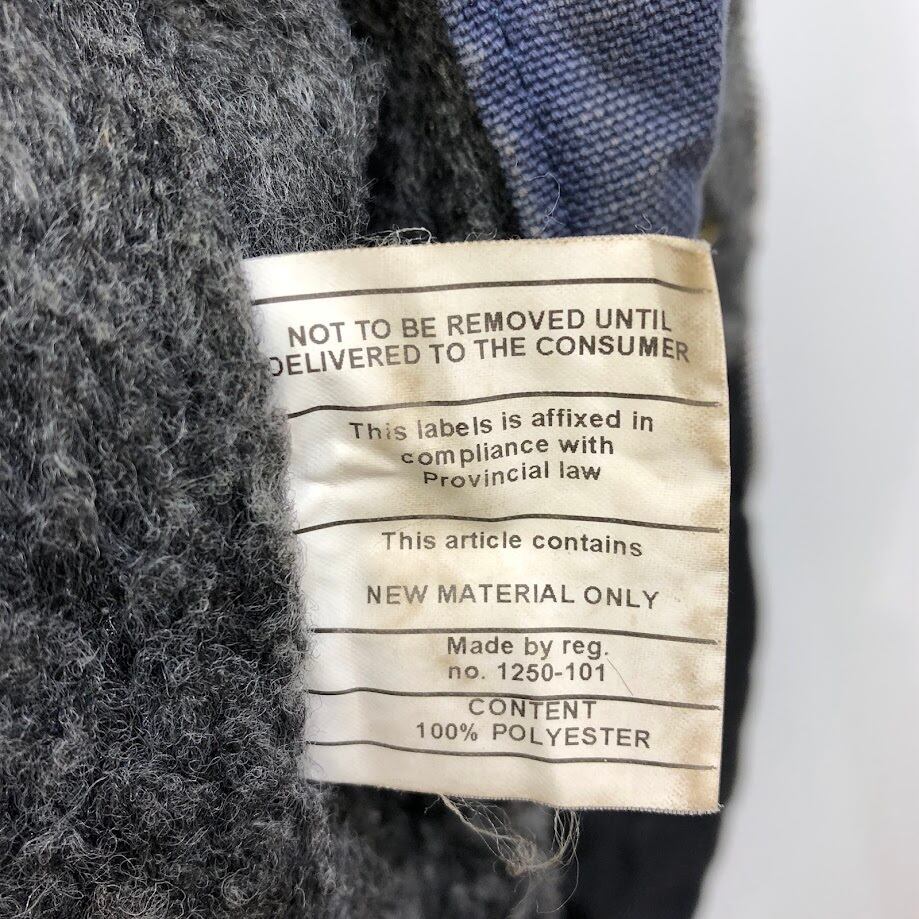 NOT TO BE REMOVED UNTIL
DELIVERED TO THE CONSUMER
This labels is affixed in
compliance with
Provincial law
This article contains
NEW MATERIAL ONLY
Made by reg.
no. 1250-101
CONTENT
100% POLYESTER